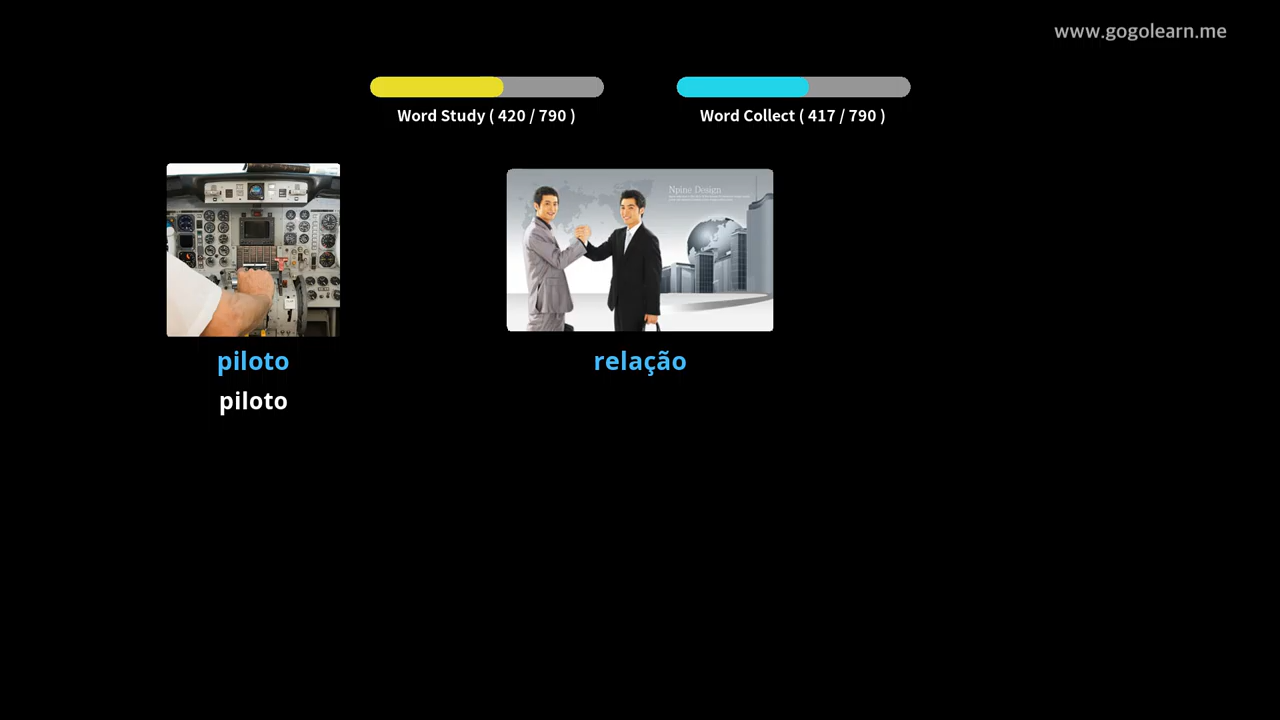 www.gogolearn.me
Word Study ( 420 / 790 )
Word Collect ( 417 / 790 )
Npine Design
piloto
relação
piloto